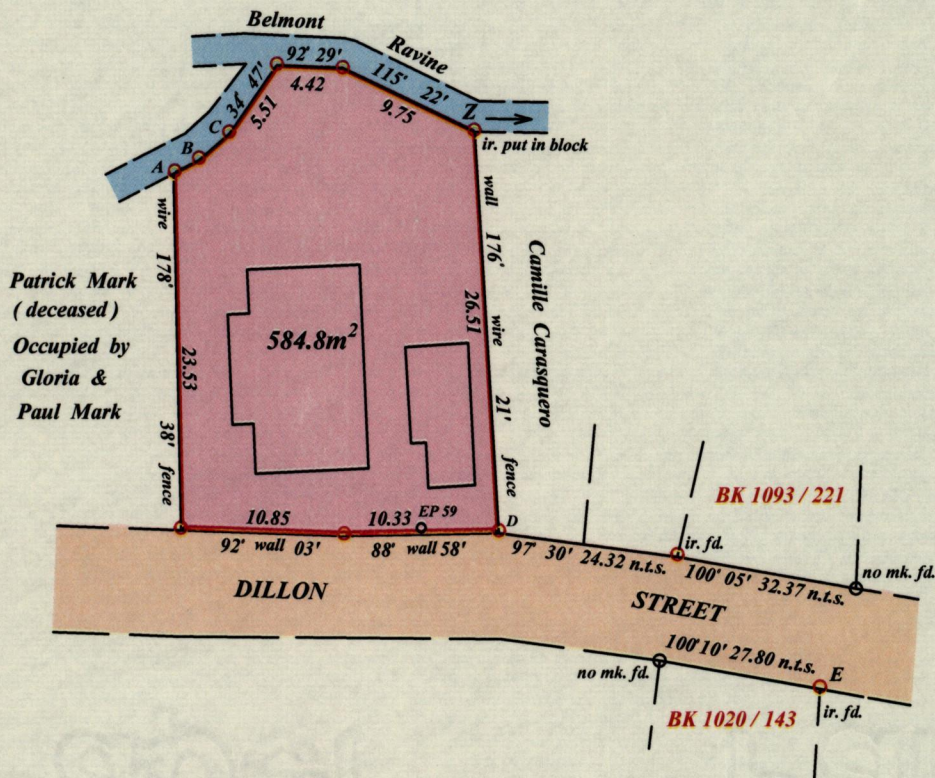 Belmont
Ravine
92° 29'
4.42
34° 47'
5.51
115° 22'
9.75
A
B
C
Z
ir. put in block
wire 178° 38' fence
23.53
wall 176° wire 21' fence
26.51
Camille Carasquero
Patrick Mark
( deceased )
Occupied by
Gloria &
Paul Mark
584.8m²
10.85
92° wall 03'
10.33
EP 59
88° wall 58'
D
97° 30' 24.32 n.t.s.
ir. fd.
BK 1093 / 221
100° 05' 32.37 n.t.s.
no mk. fd.
DILLON STREET
100° 10' 27.80 n.t.s.
no mk. fd.
E
ir. fd.
BK 1020 / 143